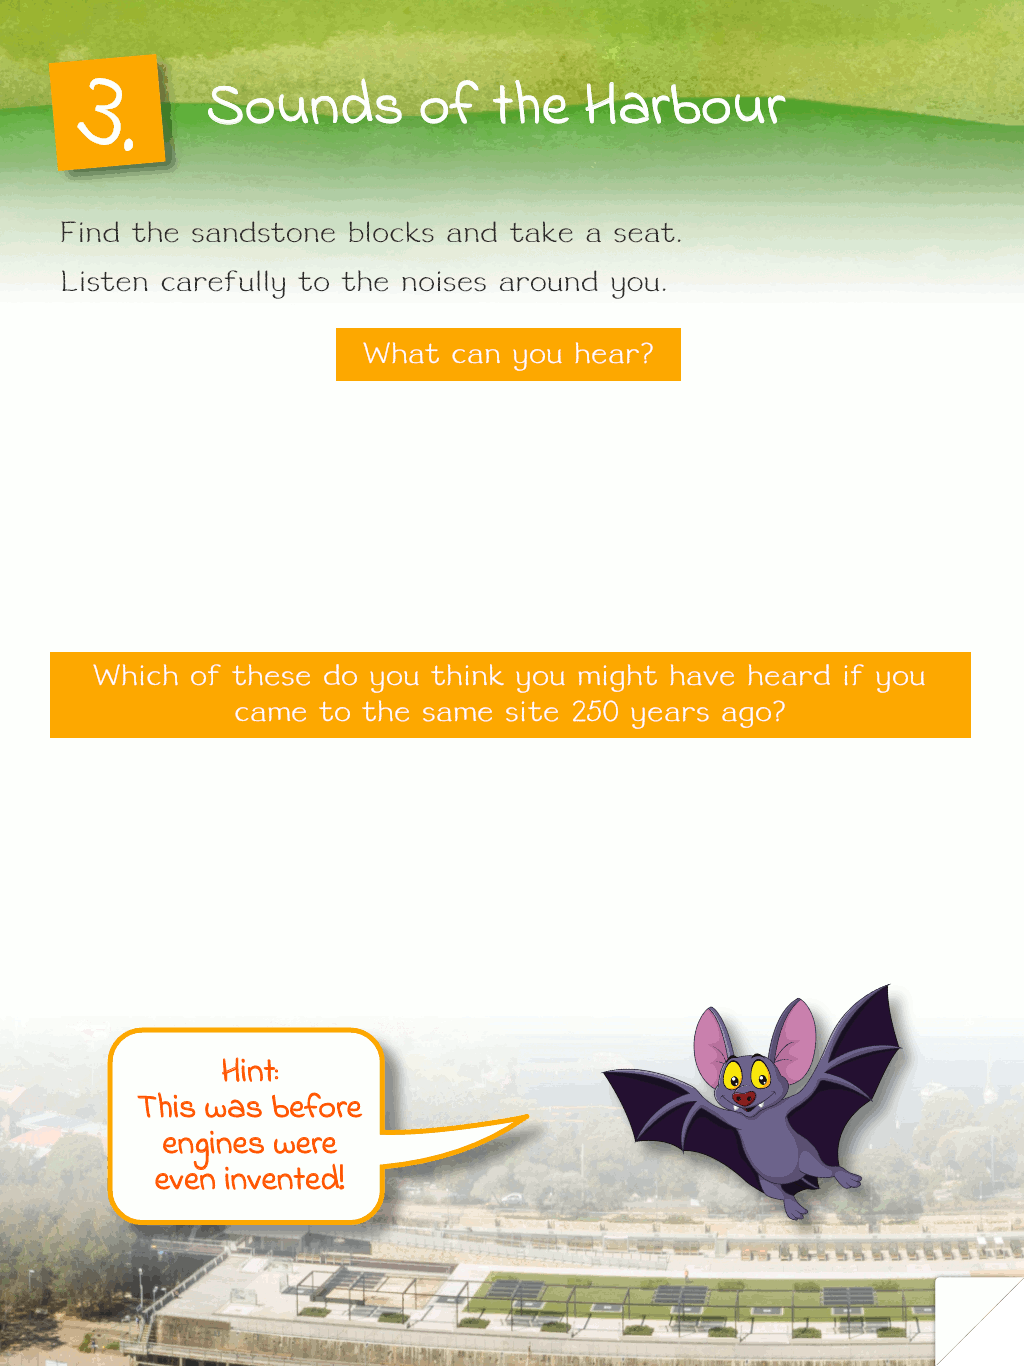 3.
Sounds of the Harbour
Find the sandstone blocks and take a seat.
Listen carefully to the noises around you.
What can you hear?
Which of these do you think you might have heard if you
came to the same site 250 years ago?
Hint:
This was before
engines were
even invented!